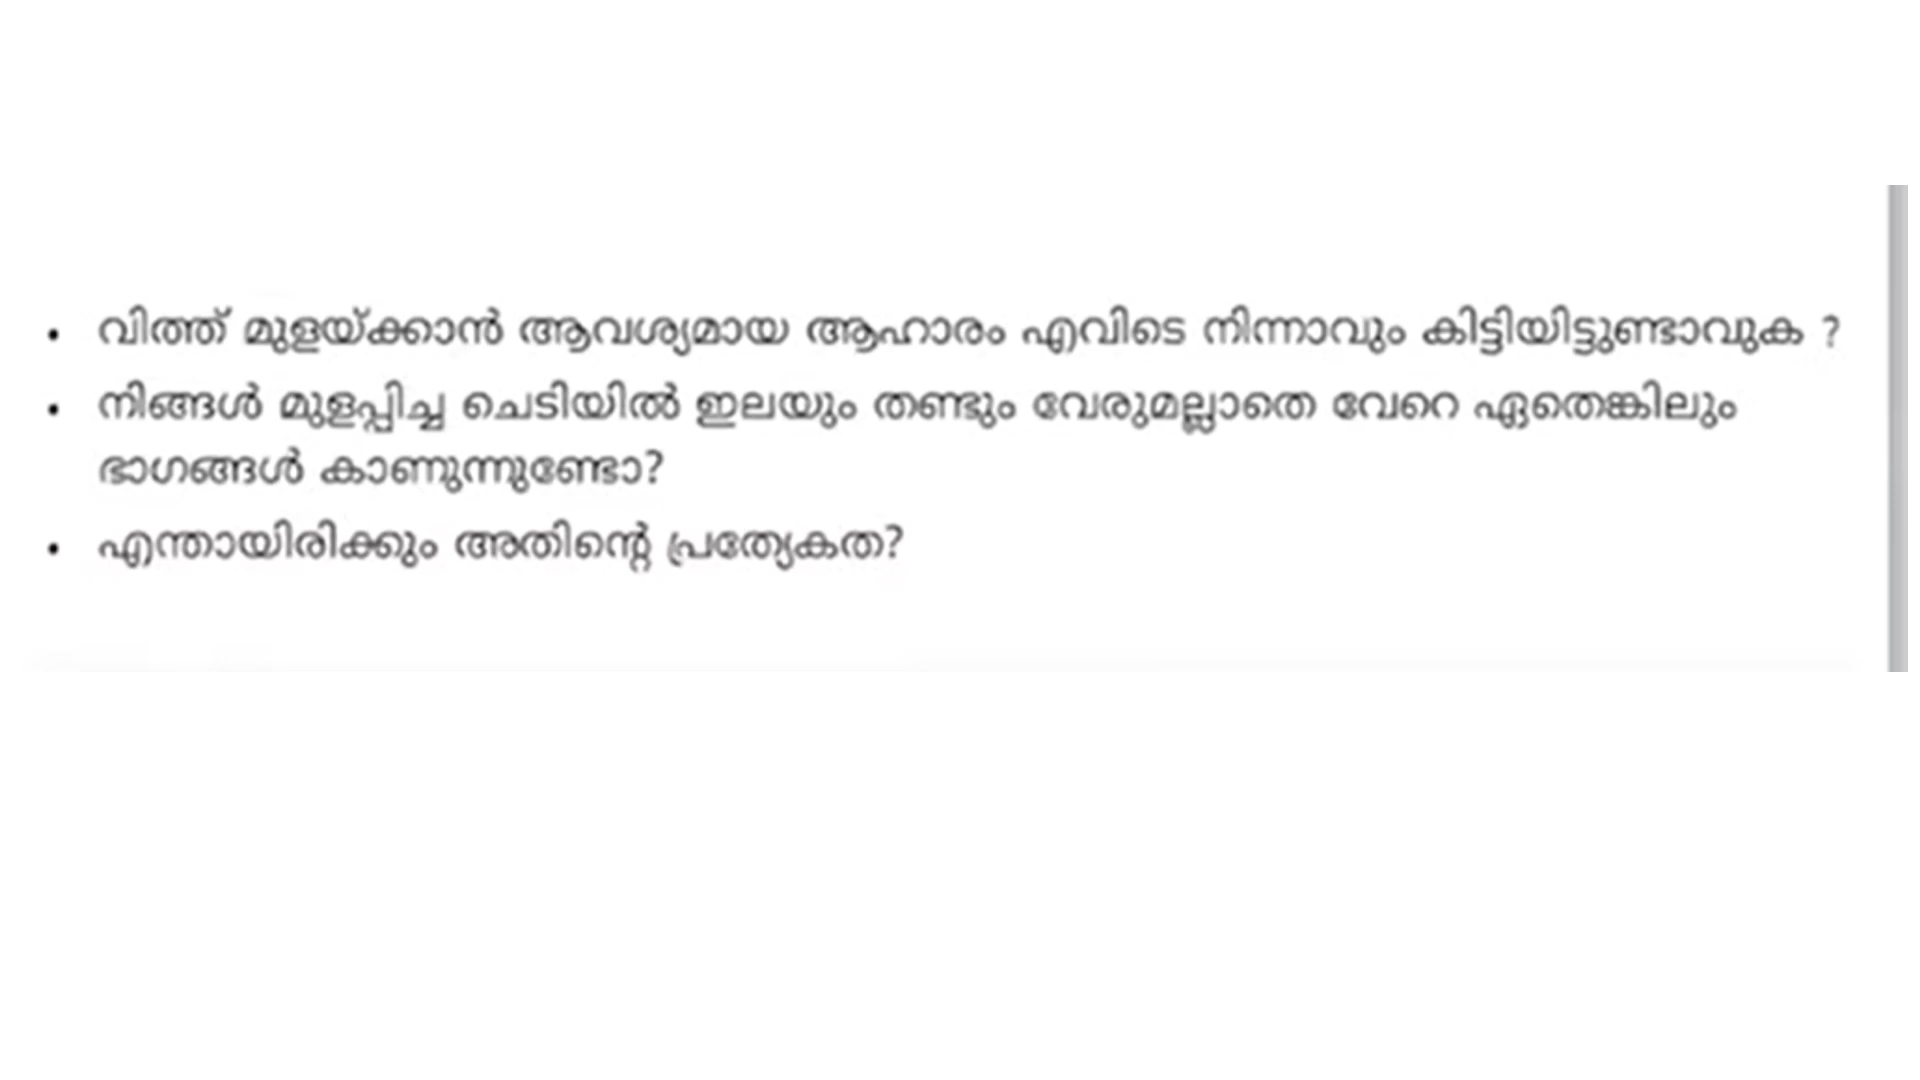 • വിത്ത് മുളയ്ക്കാൻ ആവശ്യമായ ആഹാരം എവിടെ നിന്നാവും കിട്ടിയിട്ടുണ്ടാവുക ?
• നിങ്ങൾ മുളപ്പിച്ച ചെടിയിൽ ഇലയും തണ്ടും വേരുമല്ലാതെ വേറെ ഏതെങ്കിലും
ഭാഗങ്ങൾ കാണുന്നുണ്ടോ?
• എന്തായിരിക്കും അതിന്റെ പ്രത്യേകത?